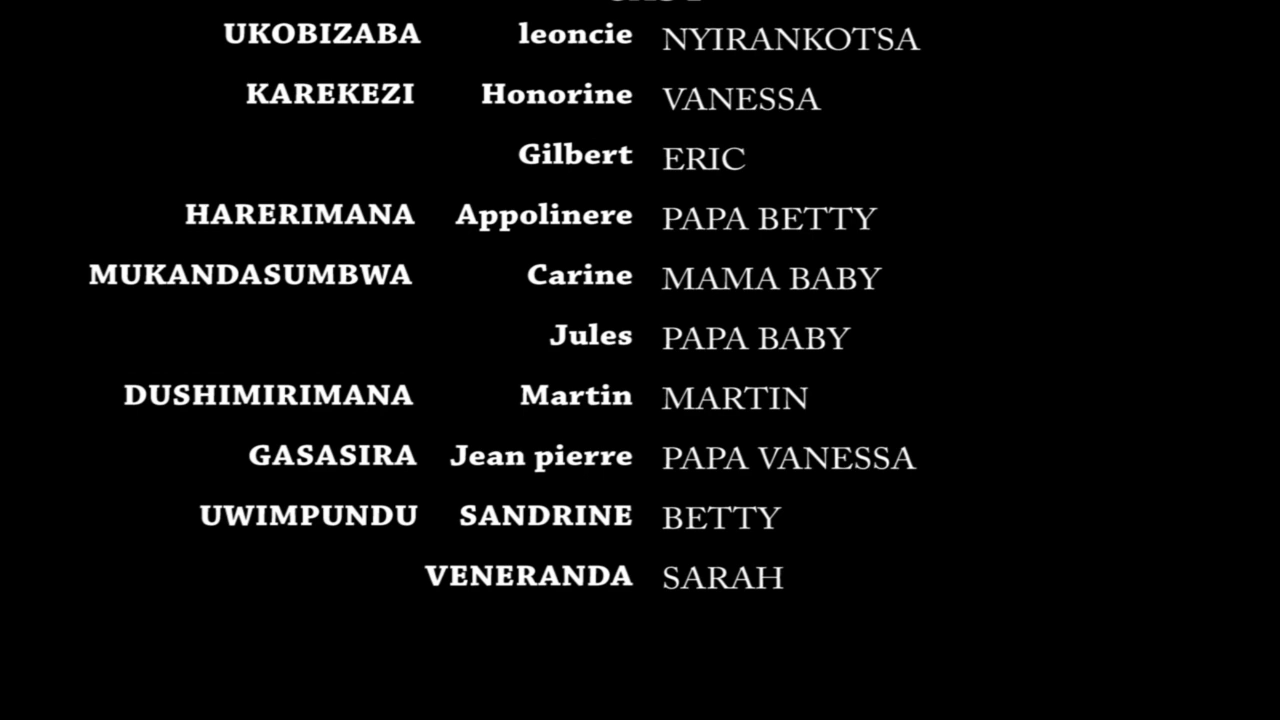 UKOBIZABA leoncie NYIRANKOTSA
KAREKEZI Honorine VANESSA
Gilbert ERIC
HARERIMANA Appolinere PAPA BETTY
MUKANDASUMBWA Carine MAMA BABY
Jules PAPA BABY
DUSHIMIRIMANA Martin MARTIN
GASASIRA Jean pierre PAPA VANESSA
UWIMPUNDU SANDRINE BETTY
VENERANDA SARAH